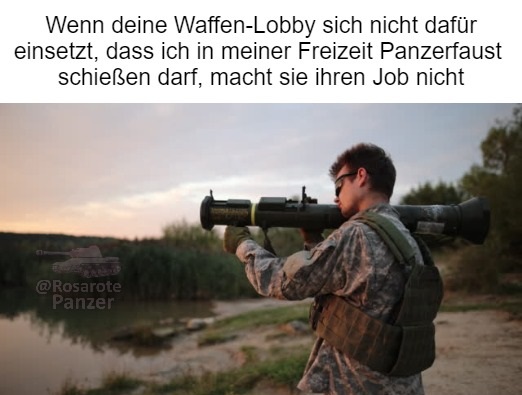 Wenn deine Waffen-Lobby sich nicht dafür
einsetzt, dass ich in meiner Freizeit Panzerfaust
schießen darf, macht sie ihren Job nicht
@Rosarote
Panzer